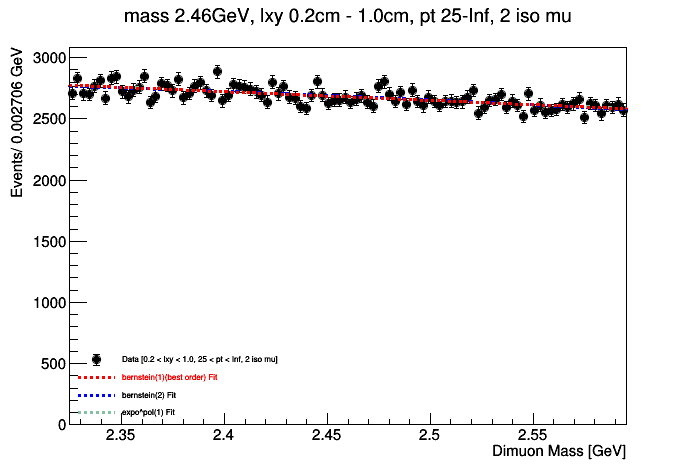 mass 2.46GeV, lxy 0.2cm - 1.0cm, pt 25-Inf, 2 iso mu
Events/ 0.002706 GeV
3000
2500
2000
1500
1000
500
0
Data [0.2 < lxy < 1.0, 25 < pt < Inf, 2 iso mu]
bernstein(1)(best order) Fit
bernstein(2) Fit
expo^pol(1) Fit
2.35
2.4
2.45
2.5
2.55
Dimuon Mass [GeV]